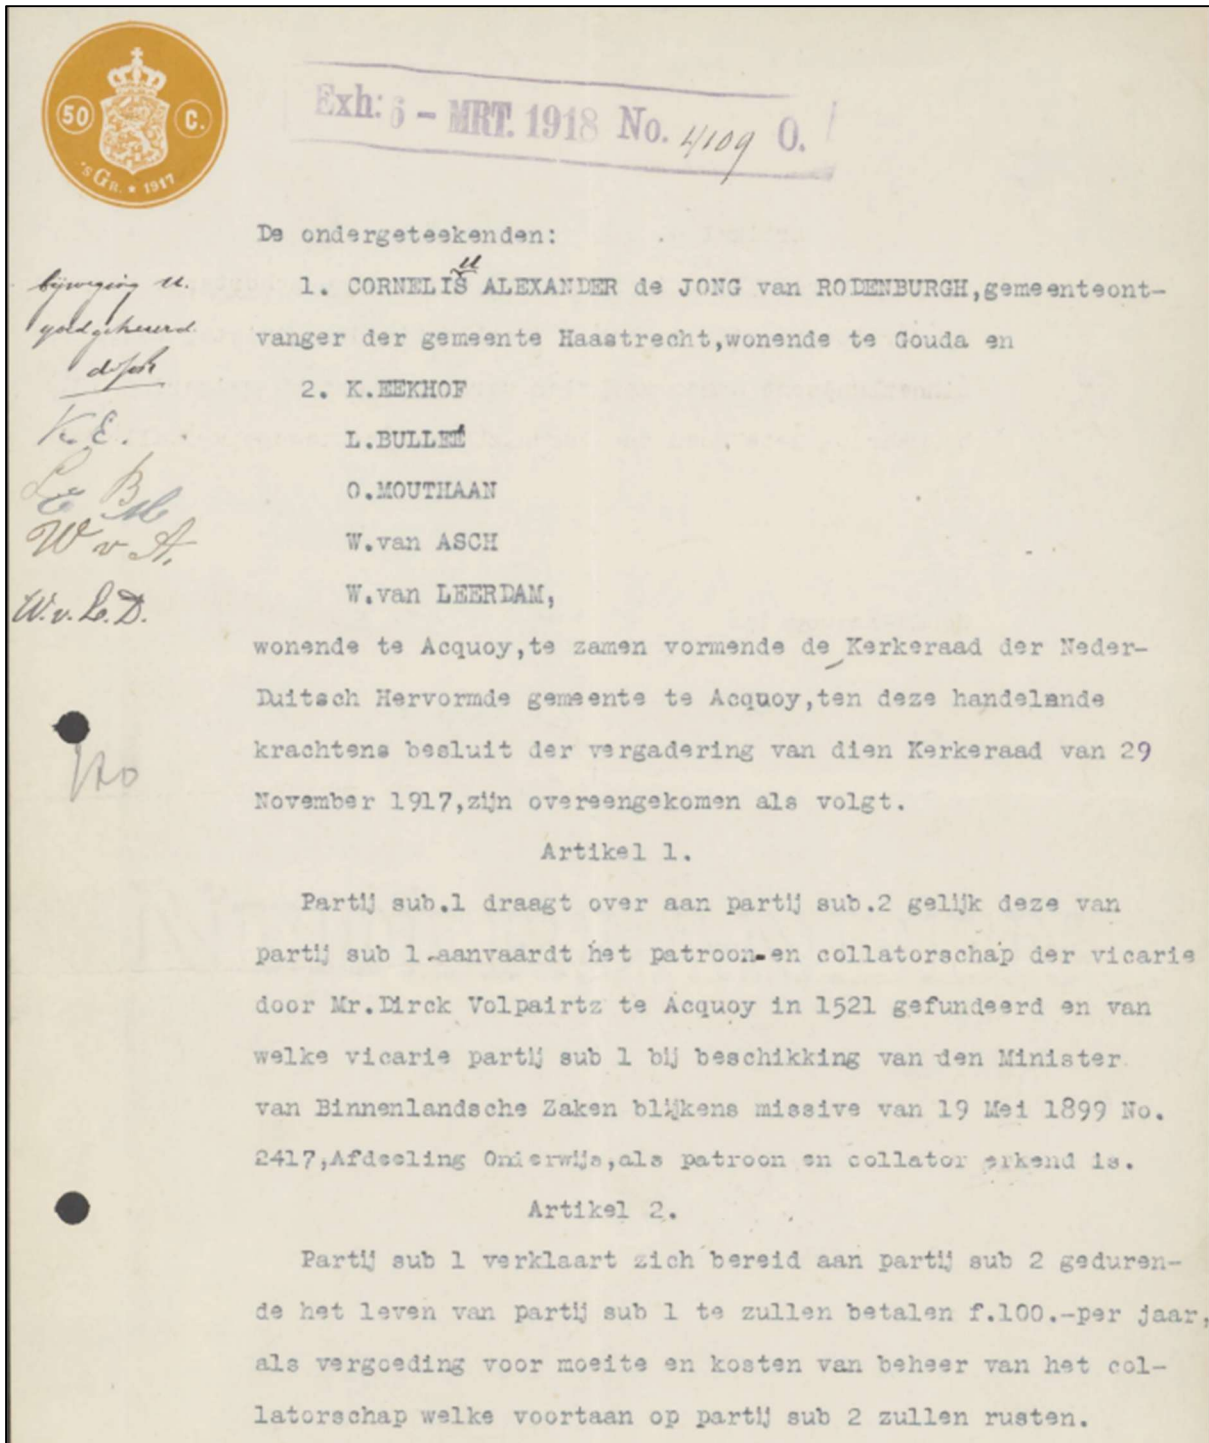 50 C.
'sGR. * 1917
Exh: 6 - MRT. 1918 No. 4109 O.
De ondergeteekenden:
u
1. CORNELIS ALEXANDER de JONG van RODENBURGH,gemeenteont-
vanger der gemeente Haastrecht,wonende te Gouda en
bijvoeging u.
goedgekeurd.
2. K.EEKHOF
L.BULLEÉ
O.MOUTHAAN
W.van ASCH
W.van LEERDAM,
K. E.
L B
O M
W v A.
W.v.L.D.
wonende te Acquoy,te zamen vormende de Kerkeraad der Neder-
Duitsch Hervormde gemeente te Acquoy,ten deze handelende
krachtens besluit der vergadering van dien Kerkeraad van 29
November 1917,zijn overeengekomen als volgt.
Artikel 1.
Partij sub.1 draagt over aan partij sub.2 gelijk deze van
partij sub 1 aanvaardt het patroon-en collatorschap der vicarie
door Mr.Dirck Volpairtz te Acquoy in 1521 gefundeerd en van
welke vicarie partij sub 1 bij beschikking van den Minister
van Binnenlandsche Zaken blijkens missive van 19 Mei 1899 No.
2417,Afdeeling Onderwijs,als patroon en collator erkend is.
Artikel 2.
Partij sub 1 verklaart zich bereid aan partij sub 2 geduren-
de het leven van partij sub 1 te zullen betalen f.100.-per jaar,
als vergoeding voor moeite en kosten van beheer van het col-
latorschap welke voortaan op partij sub 2 zullen rusten.